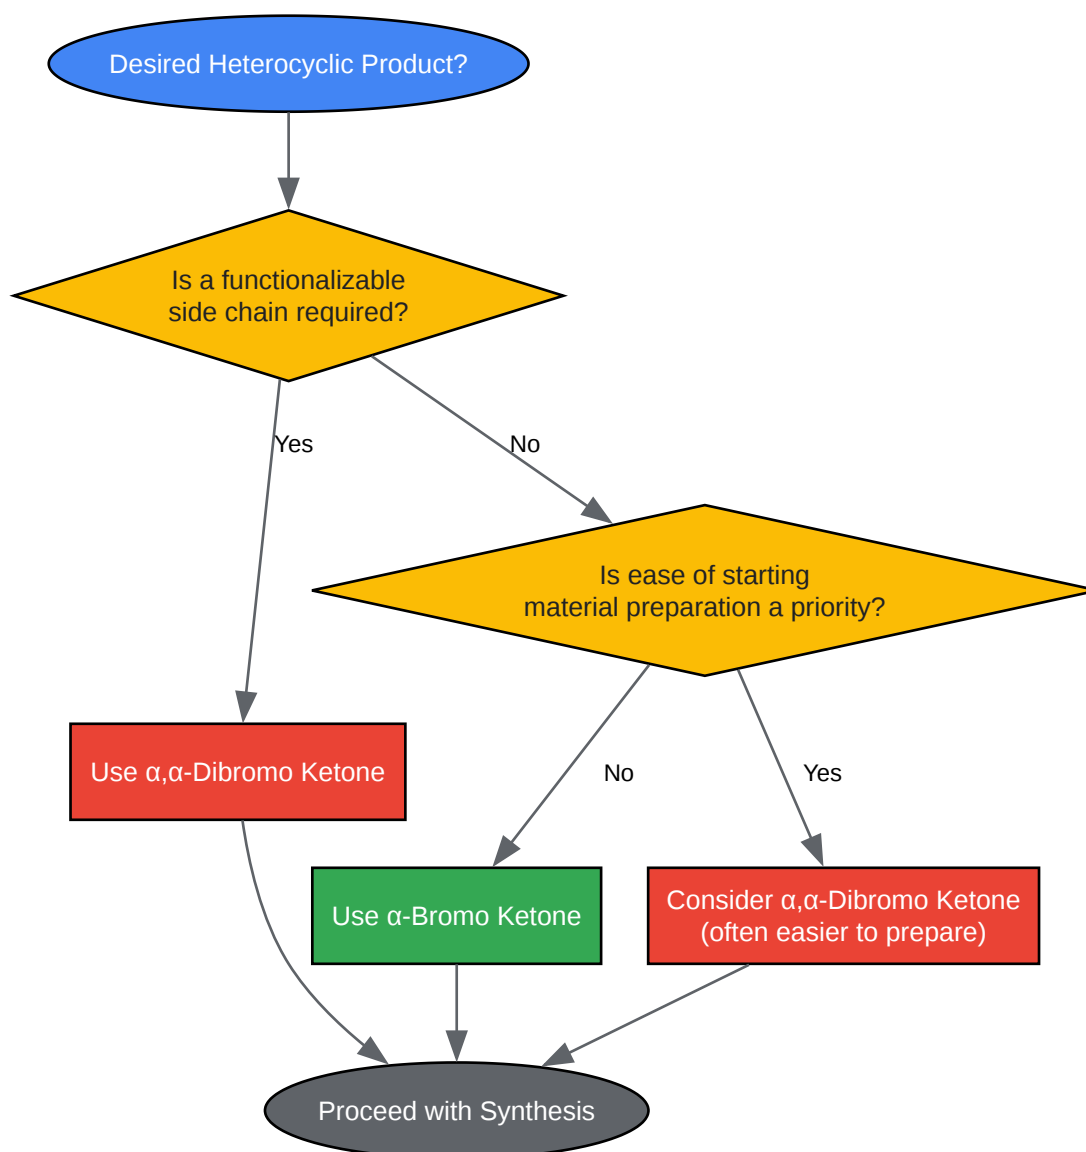 Desired Heterocyclic Product?
Is a functionalizable
side chain required?
Yes
No
Is ease of starting
material preparation a priority?
Use α,α-Dibromo Ketone
No
Yes
Use α-Bromo Ketone
Consider α,α-Dibromo Ketone
(often easier to prepare)
Proceed with Synthesis